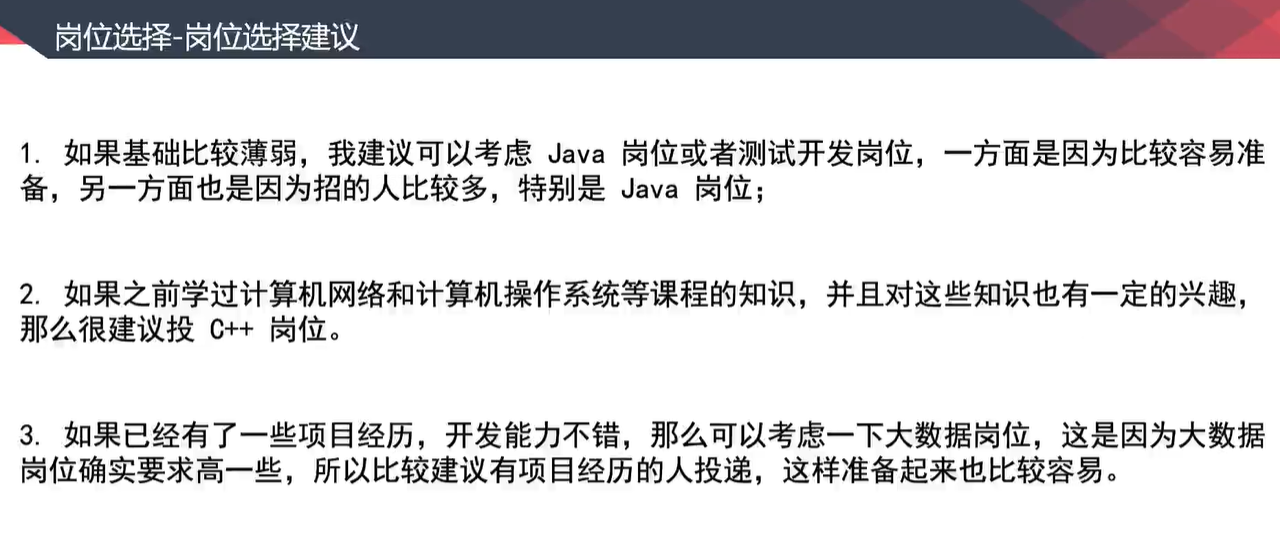 岗位选择-岗位选择建议
1. 如果基础比较薄弱，我建议可以考虑 Java 岗位或者测试开发岗位，一方面是因为比较容易准
备，另一方面也是因为招的人比较多，特别是 Java 岗位；
2. 如果之前学过计算机网络和计算机操作系统等课程的知识，并且对这些知识也有一定的兴趣，
那么很建议投 C++ 岗位。
3. 如果已经有了一些项目经历，开发能力不错，那么可以考虑一下大数据岗位，这是因为大数据
岗位确实要求高一些，所以比较建议有项目经历的人投递，这样准备起来也比较容易。